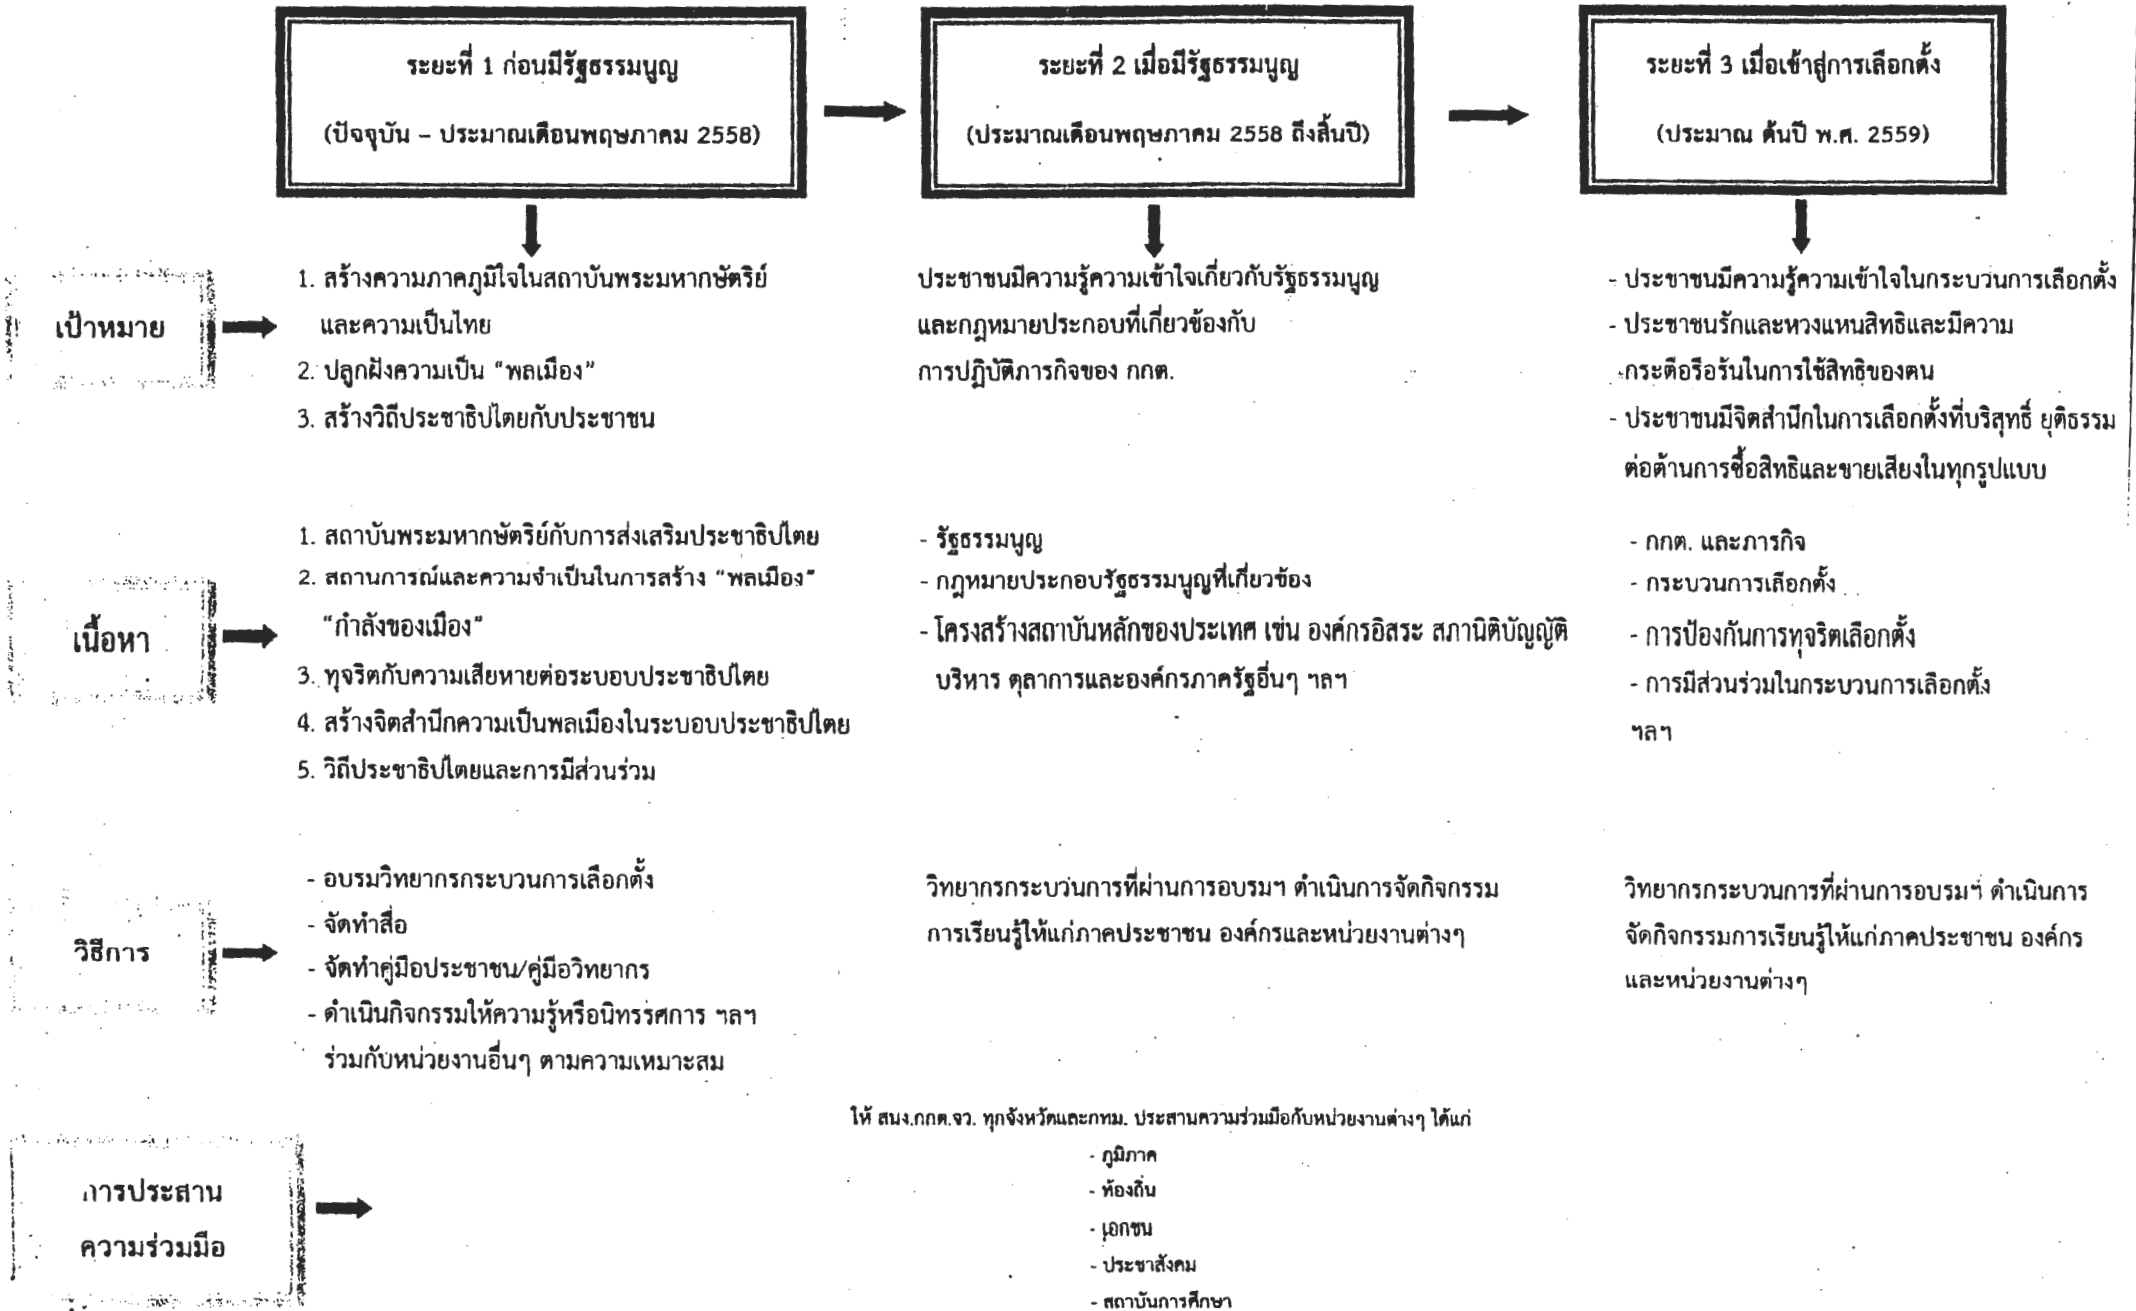 ระยะที่ 1 ก่อนมีรัฐธรรมนูญ
(ปัจจุบัน – ประมาณเดือนพฤษภาคม 2558)
ระยะที่ 2 เมื่อมีรัฐธรรมนูญ
(ประมาณเดือนพฤษภาคม 2558 ถึงสิ้นปี)
ระยะที่ 3 เมื่อเข้าสู่การเลือกตั้ง
(ประมาณ ต้นปี พ.ศ. 2559)
เป้าหมาย
1. สร้างความภาคภูมิใจในสถาบันพระมหากษัตริย์
และความเป็นไทย
2. ปลูกฝังความเป็น “พลเมือง”
3. สร้างวิถีประชาธิปไตยกับประชาชน
ประชาชนมีความรู้ความเข้าใจเกี่ยวกับรัฐธรรมนูญ
และกฎหมายประกอบที่เกี่ยวข้องกับ
การปฏิบัติภารกิจของ กกต.
- ประชาชนมีความรู้ความเข้าใจในกระบวนการเลือกตั้ง
- ประชาชนรักและหวงแหนสิทธิและมีความ
กระตือรือร้นในการใช้สิทธิของตน
- ประชาชนมีจิตสำนึกในการเลือกตั้งที่บริสุทธิ์ ยุติธรรม
ต่อต้านการซื้อสิทธิและขายเสียงในทุกรูปแบบ
เนื้อหา
1. สถาบันพระมหากษัตริย์กับการส่งเสริมประชาธิปไตย
2. สถานการณ์และความจำเป็นในการสร้าง “พลเมือง”
“กำลังของเมือง”
3. ทุจริตกับความเสียหายต่อระบอบประชาธิปไตย
4. สร้างจิตสำนึกความเป็นพลเมืองในระบอบประชาธิปไตย
5. วิถีประชาธิปไตยและการมีส่วนร่วม
- รัฐธรรมนูญ
- กฎหมายประกอบรัฐธรรมนูญที่เกี่ยวข้อง
- โครงสร้างสถาบันหลักของประเทศ เช่น องค์กรอิสระ สภานิติบัญญัติ
บริหาร ตุลาการและองค์กรภาครัฐอื่นๆ ฯลฯ
- กกต. และภารกิจ
- กระบวนการเลือกตั้ง
- การป้องกันการทุจริตเลือกตั้ง
- การมีส่วนร่วมในกระบวนการเลือกตั้ง
ฯลฯ
วิธีการ
- อบรมวิทยากรกระบวนการเลือกตั้ง
- จัดทำสื่อ
- จัดทำคู่มือประชาชน/คู่มือวิทยากร
- ดำเนินกิจกรรมให้ความรู้หรือนิทรรศการ ฯลฯ
ร่วมกับหน่วยงานอื่นๆ ตามความเหมาะสม
วิทยากรกระบวนการที่ผ่านการอบรมฯ ดำเนินการจัดกิจกรรม
การเรียนรู้ให้แก่ภาคประชาชน องค์กรและหน่วยงานต่างๆ
วิทยากรกระบวนการที่ผ่านการอบรมฯ ดำเนินการ
จัดกิจกรรมการเรียนรู้ให้แก่ภาคประชาชน องค์กร
และหน่วยงานต่างๆ
การประสาน
ความร่วมมือ
ให้ สนง.กกต.จว. ทุกจังหวัดและกทม. ประสานความร่วมมือกับหน่วยงานต่างๆ ได้แก่
- ภูมิภาค
- ท้องถิ่น
- เอกชน
- ประชาสังคม
- สถาบันการศึกษา